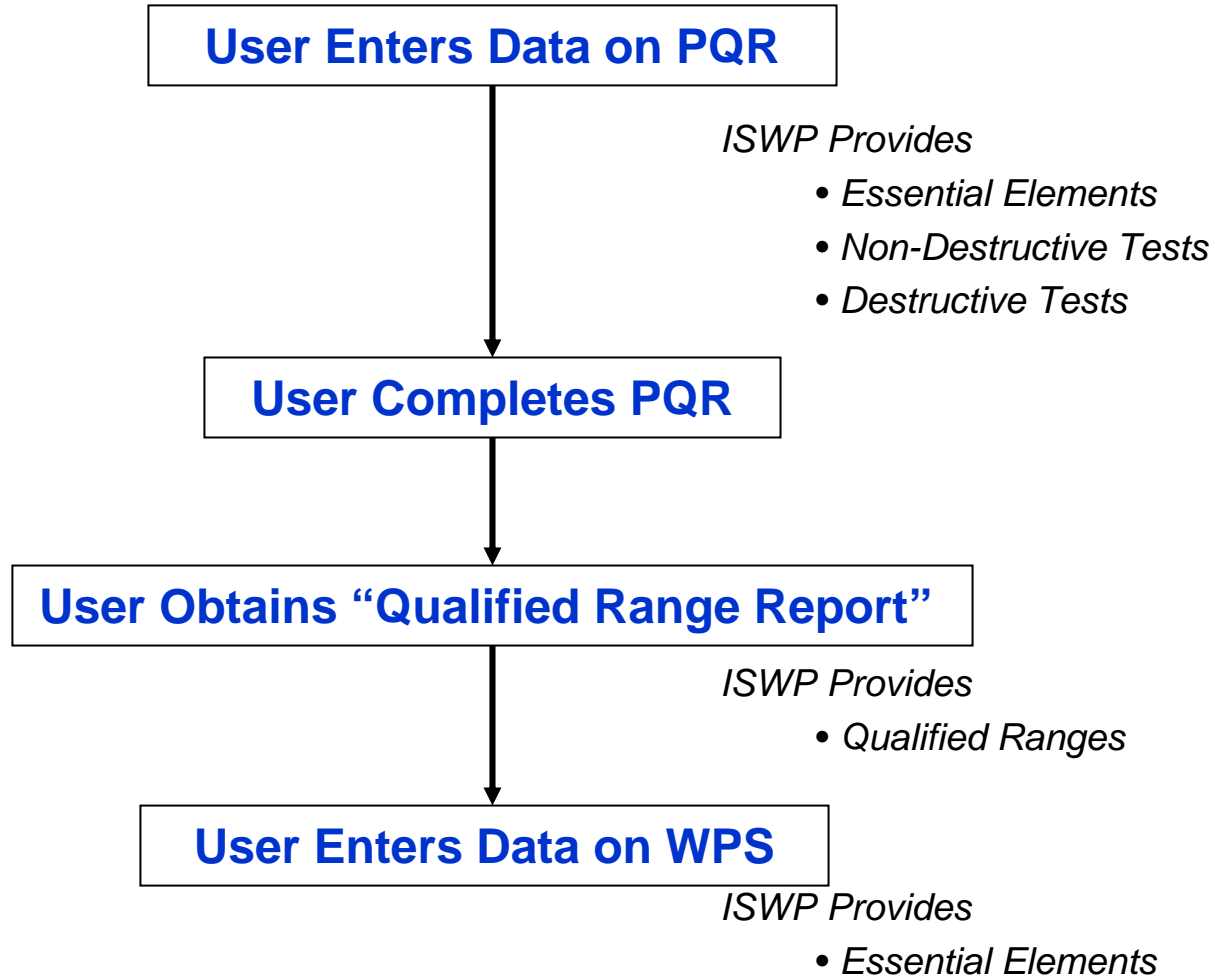 User Enters Data on PQR
ISWP Provides
• Essential Elements
• Non-Destructive Tests
• Destructive Tests
User Completes PQR
User Obtains “Qualified Range Report”
ISWP Provides
• Qualified Ranges
User Enters Data on WPS
ISWP Provides
• Essential Elements